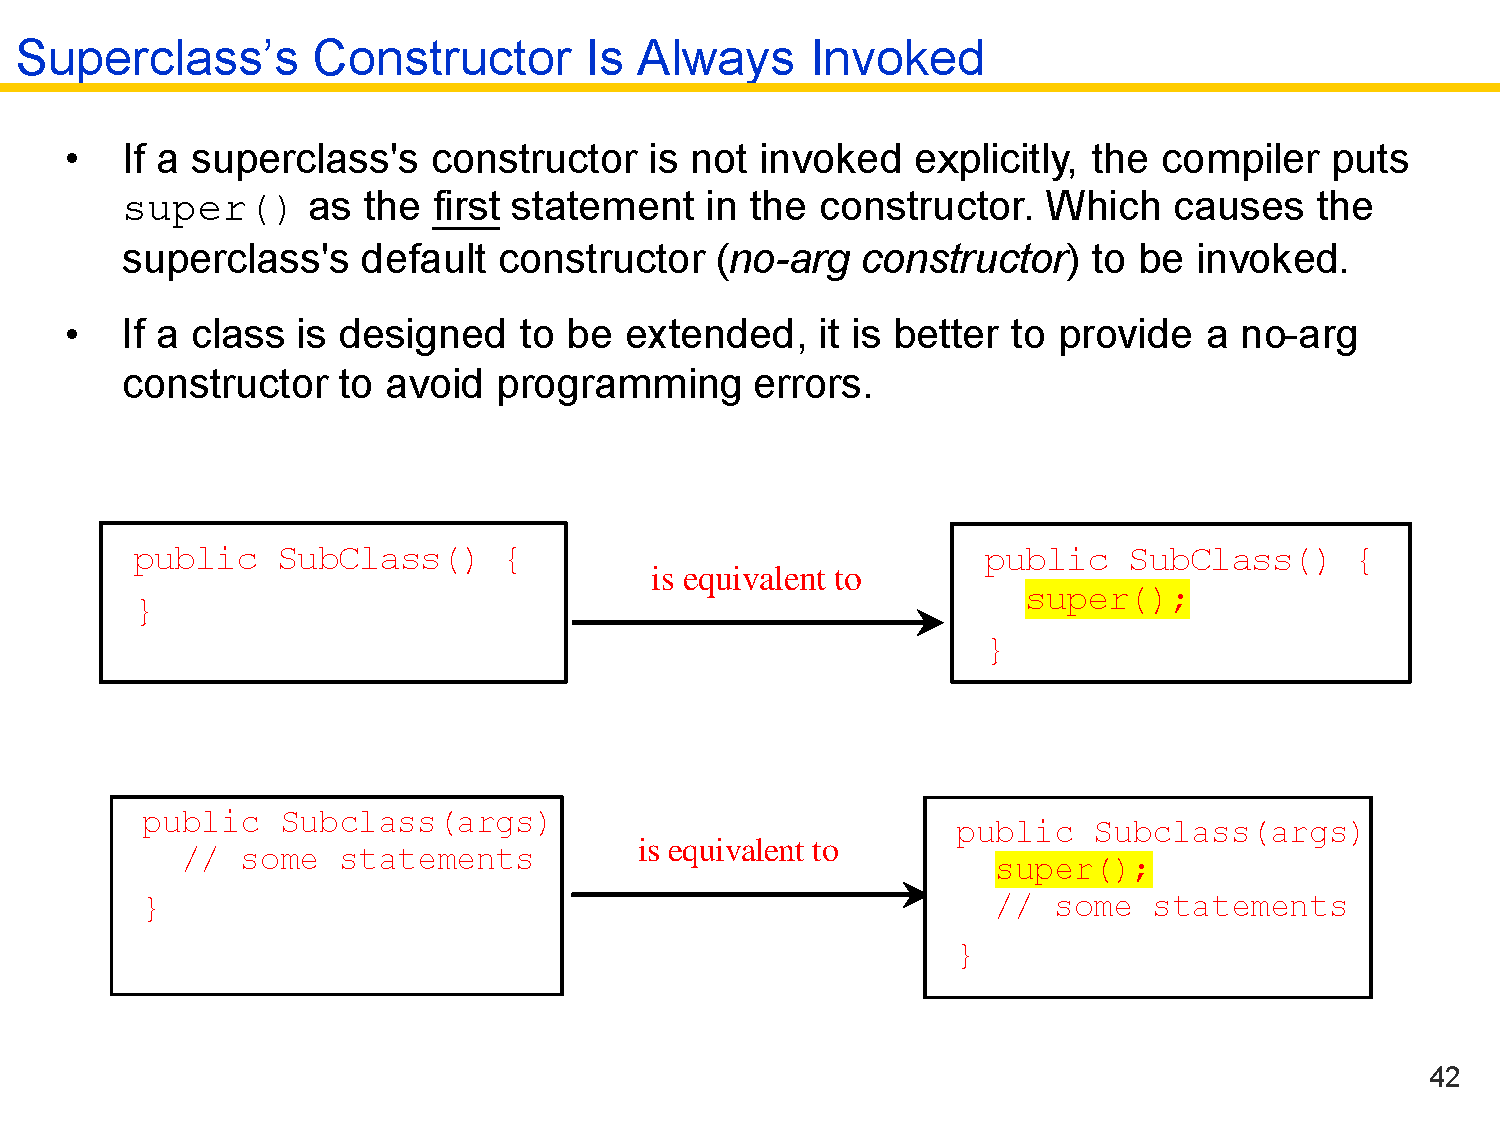 Superclass’s Constructor Is Always Invoked
• If a superclass's constructor is not invoked explicitly, the compiler puts
super() as the first statement in the constructor. Which causes the
superclass's default constructor (no-arg constructor) to be invoked.
• If a class is designed to be extended, it is better to provide a no-arg
constructor to avoid programming errors.
public SubClass() {
}
is equivalent to
public SubClass() {
super();
}
public Subclass(args)
// some statements
}
is equivalent to
public Subclass(args)
super();
// some statements
}
42